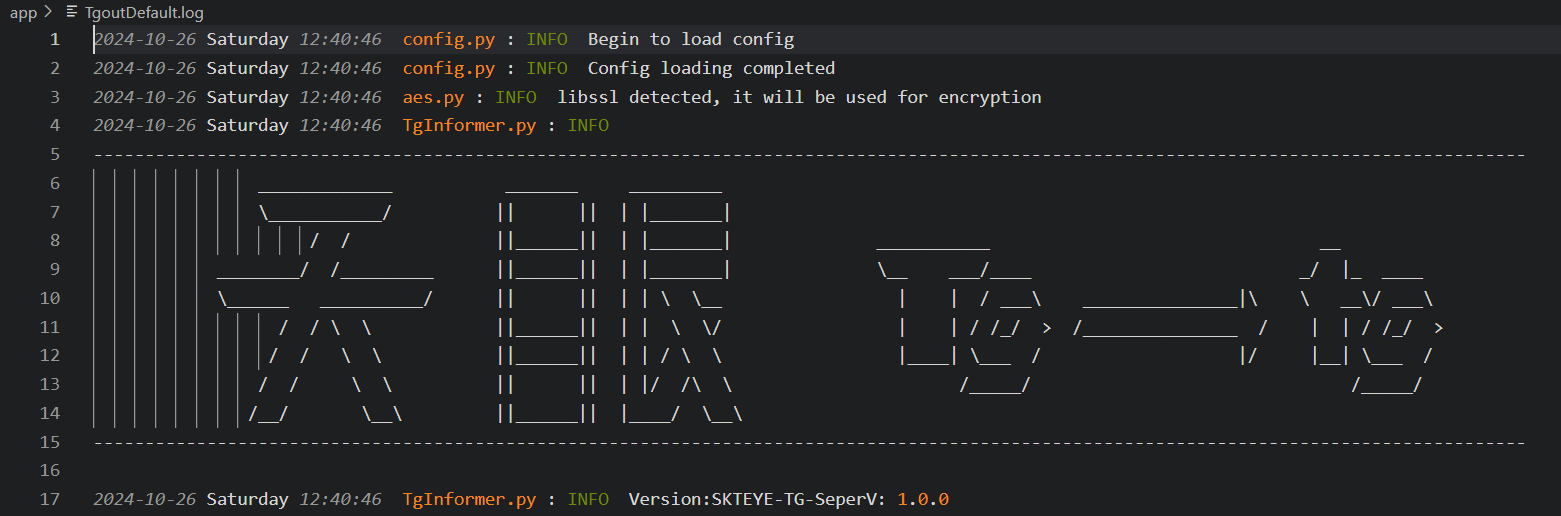 app > TgoutDefault.log
1 2024-10-26 Saturday 12:40:46 config.py : INFO Begin to load config
2 2024-10-26 Saturday 12:40:46 config.py : INFO Config loading completed
3 2024-10-26 Saturday 12:40:46 aes.py : INFO libssl detected, it will be used for encryption
4 2024-10-26 Saturday 12:40:46 TgInformer.py : INFO
5
6
7
8
9
10
11
12
13
14
15
天眼 Tg tg
16
17 2024-10-26 Saturday 12:40:46 TgInformer.py : INFO Version:SKTEYE-TG-SeperV: 1.0.0